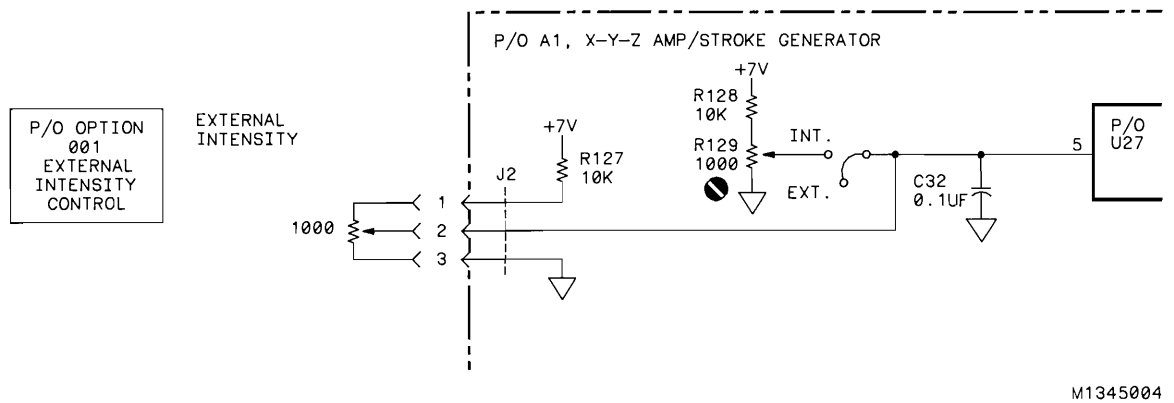 P/O A1, X-Y-Z AMP/STROKE GENERATOR
P/O OPTION
001
EXTERNAL
INTENSITY
CONTROL
EXTERNAL
INTENSITY
1000
J2
1
2
3
+7V
R127
10K
+7V
R128
10K
R129
1000
INT.
EXT.
C32
0.1UF
5
P/O
U27
M1345004